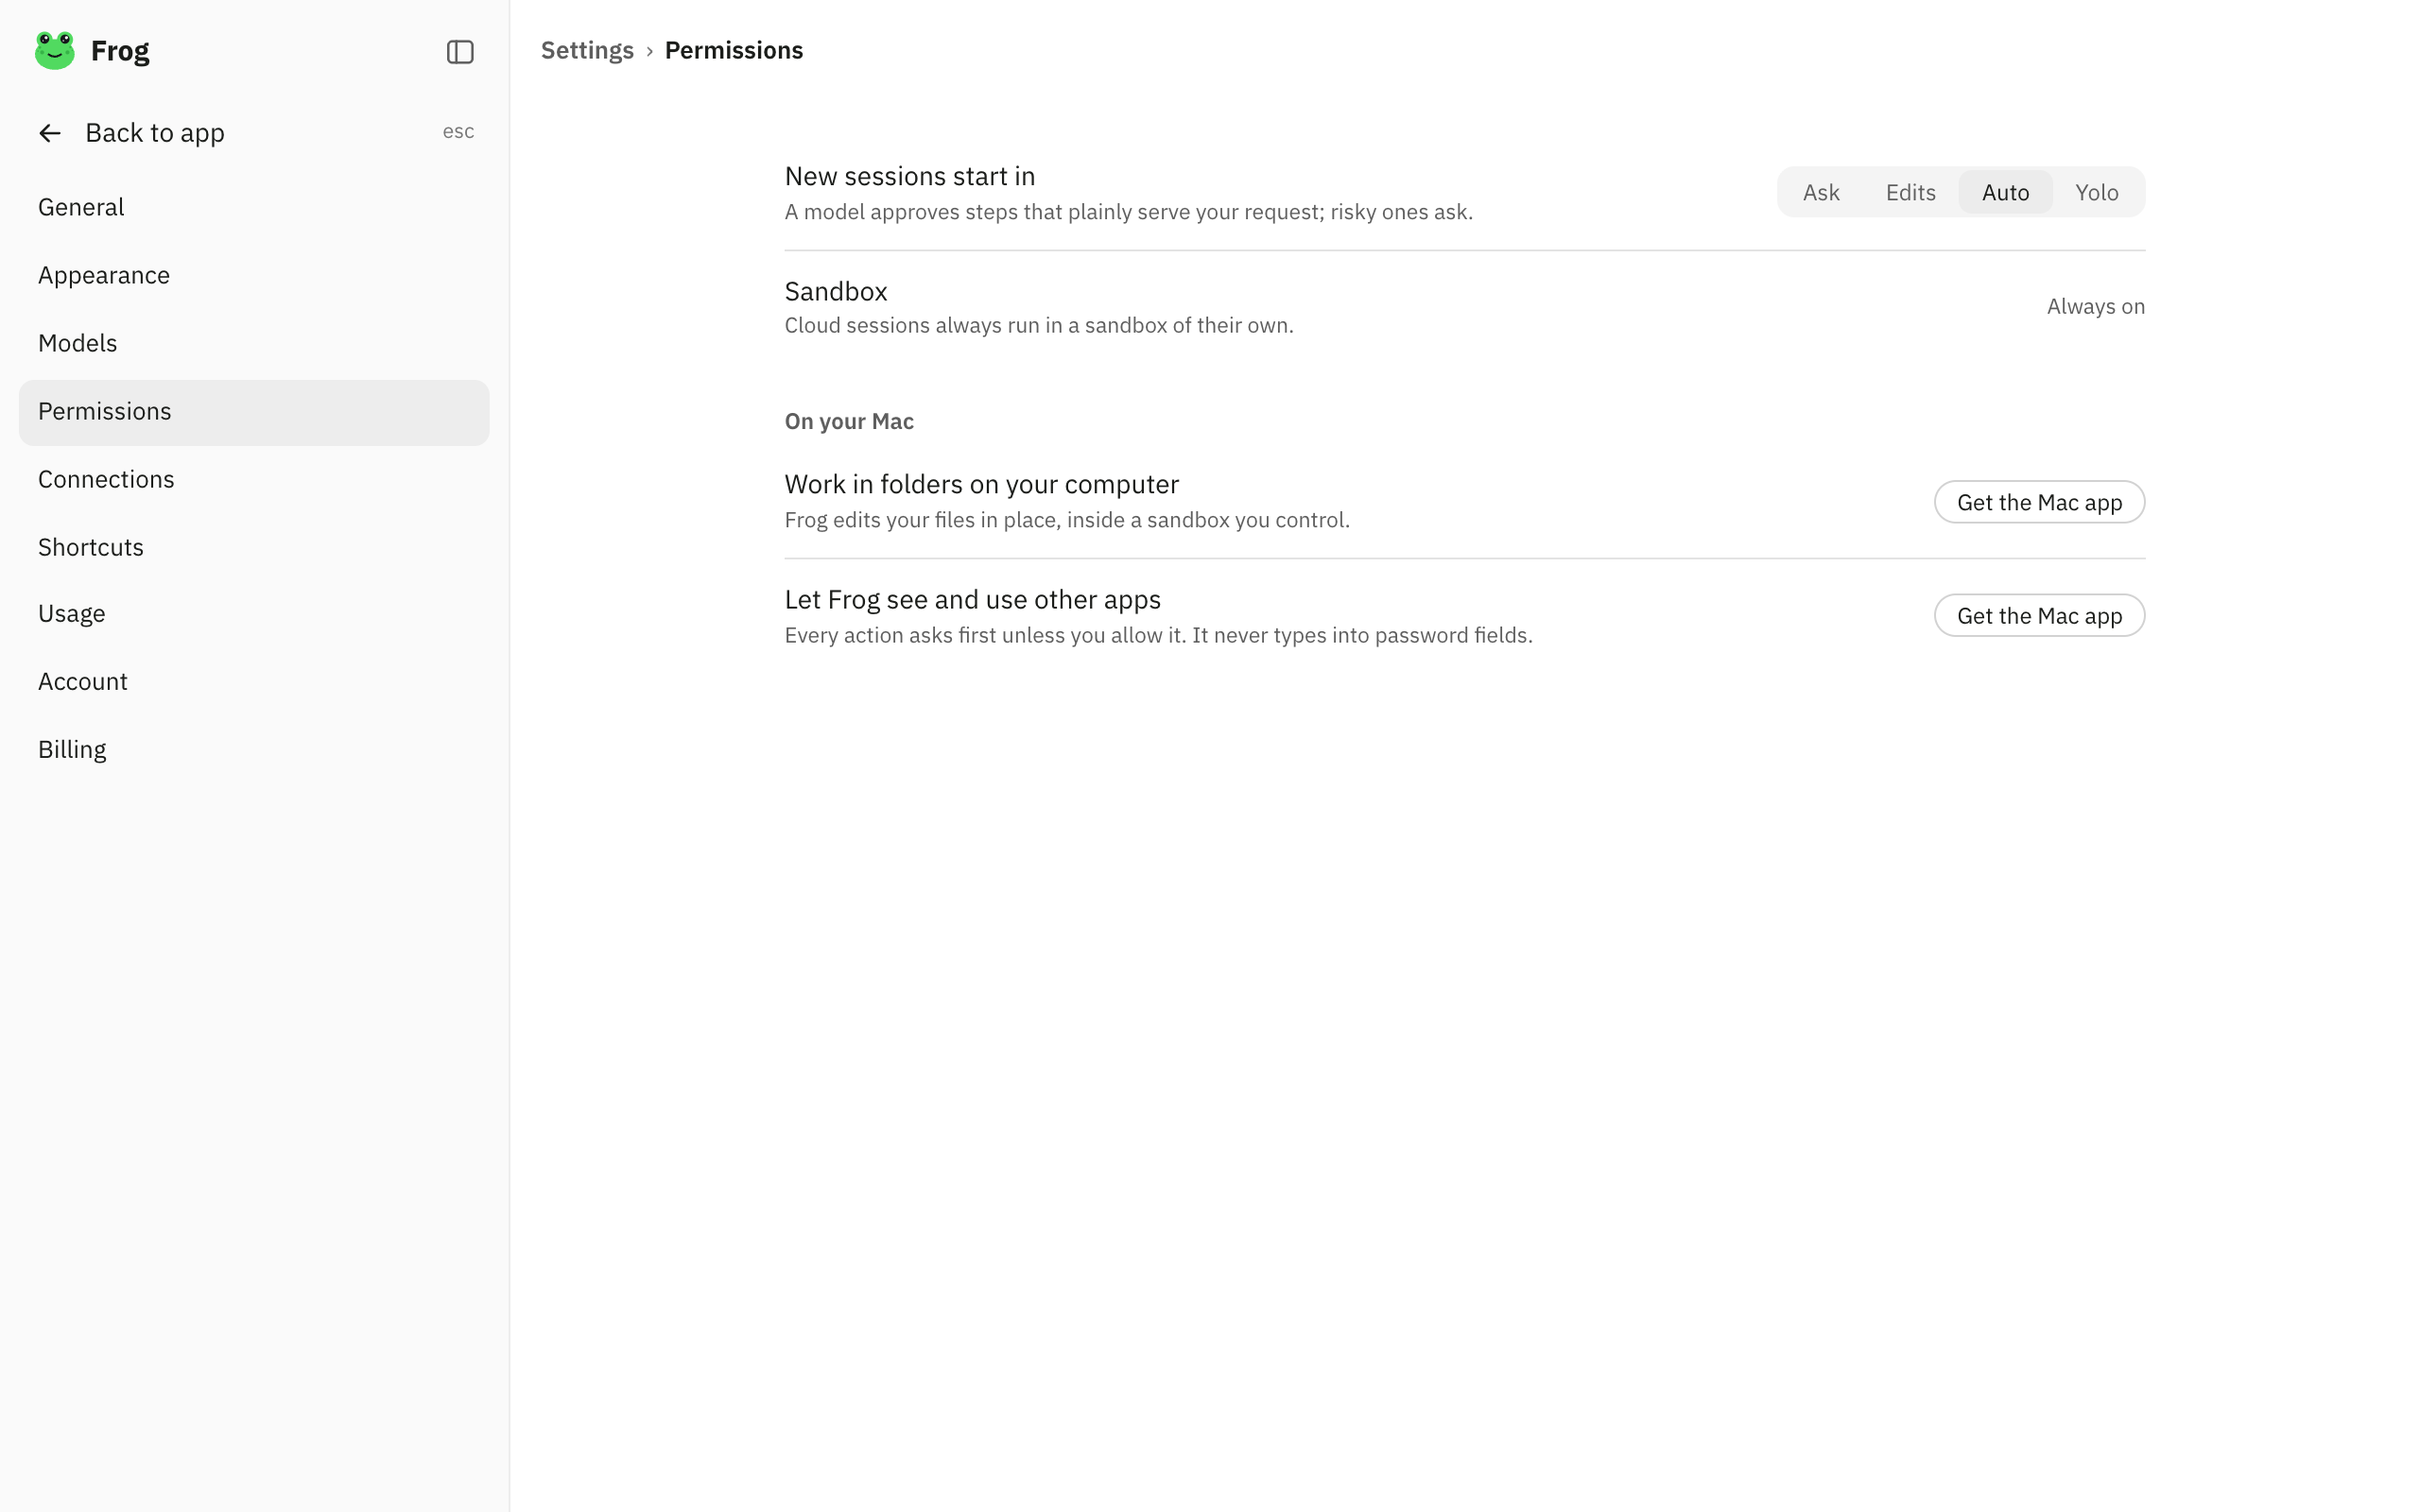 Frog
Back to app
esc
General
Appearance
Models
Permissions
Connections
Shortcuts
Usage
Account
Billing
Settings › Permissions
New sessions start in
A model approves steps that plainly serve your request; risky ones ask.
Ask Edits Auto Yolo
Sandbox
Cloud sessions always run in a sandbox of their own.
Always on
On your Mac
Work in folders on your computer
Frog edits your files in place, inside a sandbox you control.
Get the Mac app
Let Frog see and use other apps
Every action asks first unless you allow it. It never types into password fields.
Get the Mac app